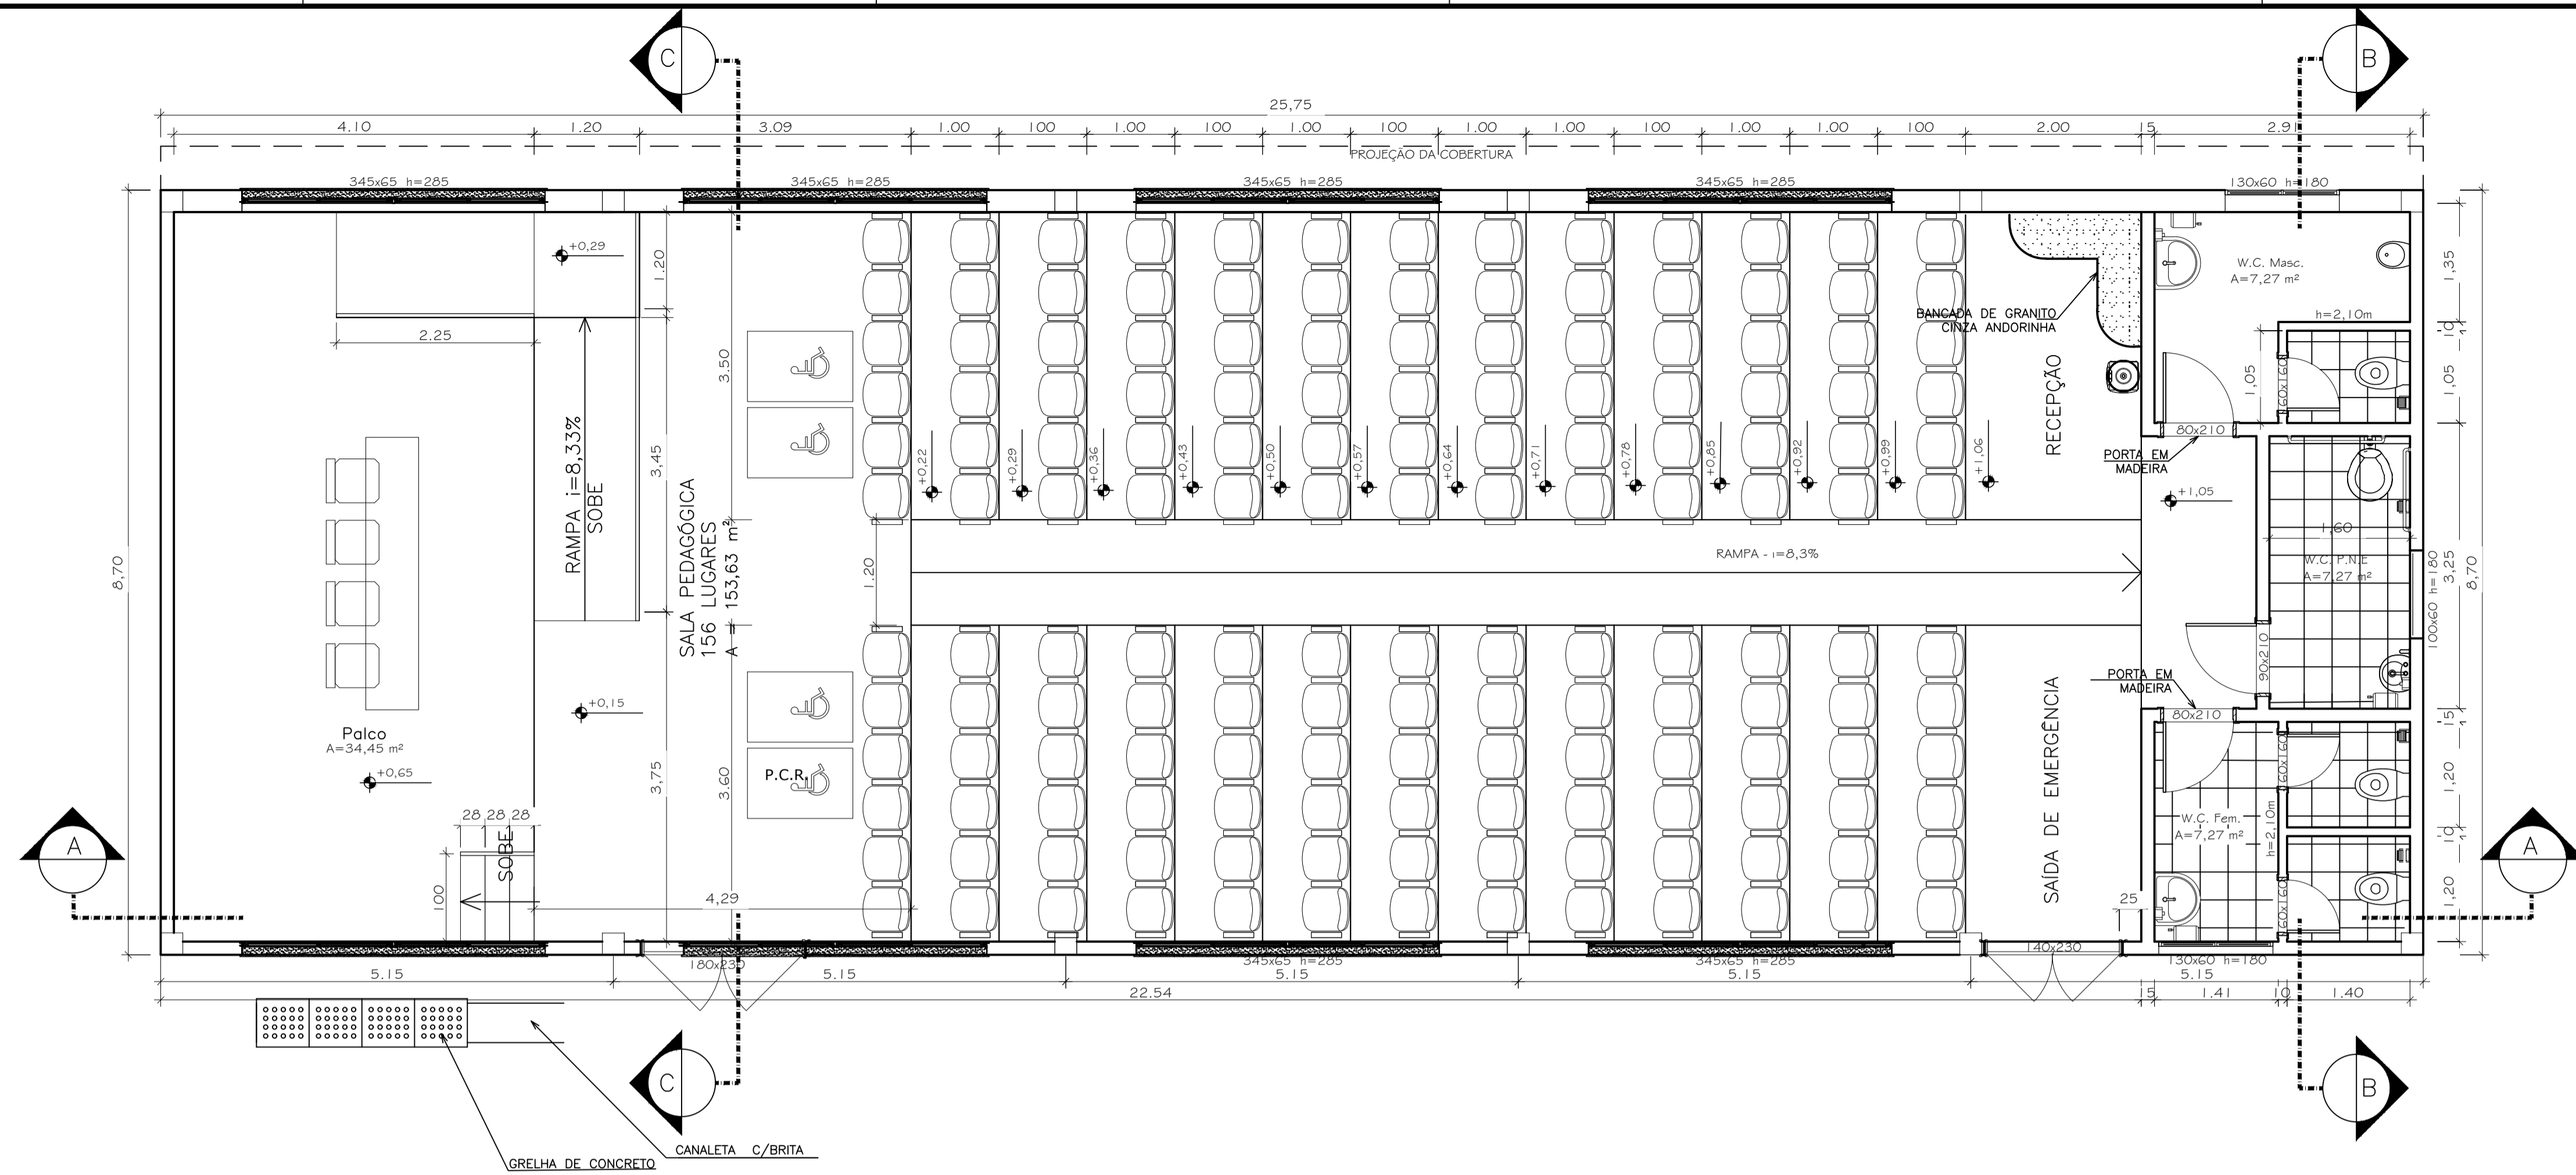 C
B
25,75
4.10
1.20
3.09
1.00
100
1.00
100
1.00
100
1.00
1.00
100
1.00
1.00
100
2.00
15
2.91
PROJEÇÃO DA COBERTURA
345x65 h=285
345x65 h=285
345x65 h=285
345x65 h=285
130x60 h=180
+0,29
1.20
2.25
3.50
RAMPA i=8,33%
SOBE
3,45
8,70
SALA PEDAGÓGICA
156 LUGARES
A = 153,63 m²
1.20
+0,22
+0,29
+0,36
+0,43
+0,50
+0,57
+0,64
+0,71
+0,78
+0,85
+0,92
+0,99
+1,06
RAMPA - i=8,3%
BANCADA DE GRANITO
CINZA ANDORINHA
RECEPÇÃO
W.C. Masc.
A=7,27 m²
h=2,10m
1,05
60x160
80x210
PORTA EM
MADEIRA
+1,05
1,60
W.C. P.N.E
A=7,27 m²
90x210
100x60 h=180
1,35
10
1,05
3,25
8,70
15
1,20
10
1,20
PORTA EM
MADEIRA
80x210
60x160
W.C. Fem.
A=7,27 m²
h=2,10m
60x160
SAÍDA DE EMERGÊNCIA
25
+0,15
Palco
A=34,45 m²
+0,65
3,75
3.60
P.C.R.
28 28 28
SOBE
100
4,29
A
A
180x230
345x65 h=285
345x65 h=285
140x230
130x60 h=180
5.15
5.15
5.15
5.15
5.15
22.54
15
1.41
10
1.40
C
B
CANALETA C/BRITA
GRELHA DE CONCRETO